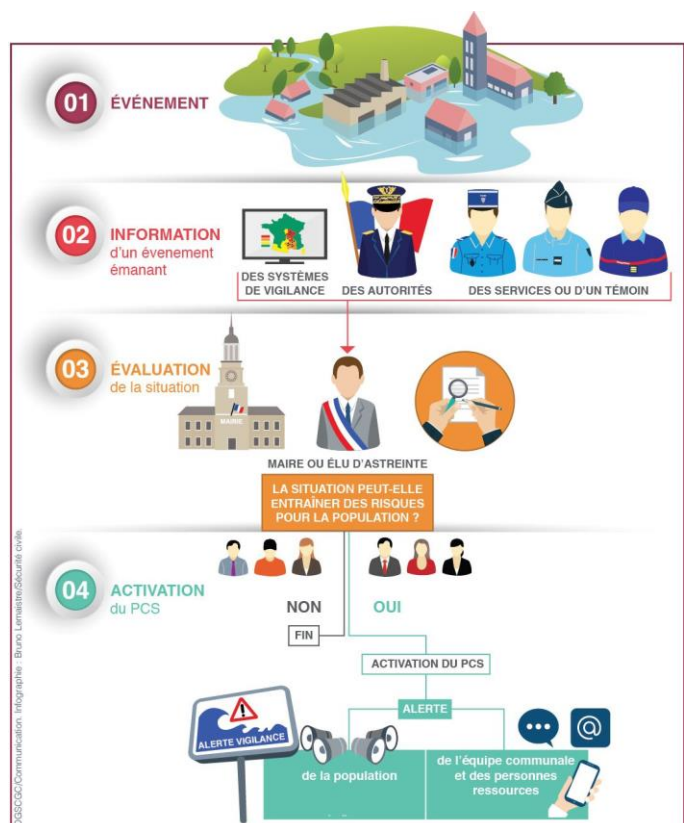 01
ÉVÉNEMENT
02
INFORMATION
d'un évenement
émanant
DES SYSTÈMES
DE VIGILANCE
DES AUTORITÉS
DES SERVICES OU D'UN TÉMOIN
03
ÉVALUATION
de la situation
MAIRIE
MAIRE OU ÉLU D'ASTREINTE
LA SITUATION PEUT-ELLE
ENTRAÎNER DES RISQUES
POUR LA POPULATION ?
04
ACTIVATION
du PCS
NON
OUI
FIN
ACTIVATION DU PCS
ALERTE
ALERTE VIGILANCE
@
de la population
de l'équipe communale
et des personnes
ressources
DGSCGC/Communication. Infographie : Bruno Lemaistre/Sécurité civile.